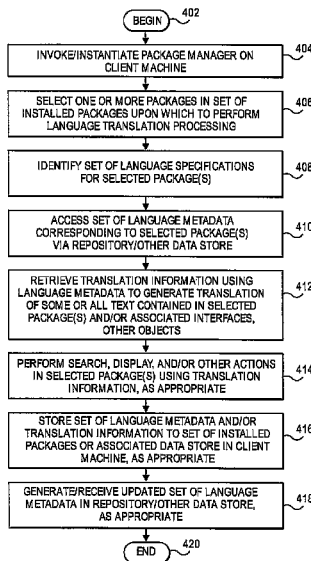 BEGIN
402
INVOKE/INSTANTIATE PACKAGE MANAGER ON
CLIENT MACHINE
404
SELECT ONE OR MORE PACKAGES IN SET OF
INSTALLED PACKAGES UPON WHICH TO PERFORM
LANGUAGE TRANSLATION PROCESSING
406
IDENTIFY SET OF LANGUAGE SPECIFICATIONS
FOR SELECTED PACKAGE(S)
408
ACCESS SET OF LANGUAGE METADATA
CORRESPONDING TO SELECTED PACKAGE(S)
VIA REPOSITORY/OTHER DATA STORE
410
RETRIEVE TRANSLATION INFORMATION USING
LANGUAGE METADATA TO GENERATE TRANSLATION
OF SOME OR ALL TEXT CONTAINED IN SELECTED
PACKAGE(S) AND/OR ASSOCIATED INTERFACES,
OTHER OBJECTS
412
PERFORM SEARCH, DISPLAY, AND/OR OTHER ACTIONS
IN SELECTED PACKAGE(S) USING TRANSLATION
INFORMATION, AS APPROPRIATE
414
STORE SET OF LANGUAGE METADATA AND/OR
TRANSLATION INFORMATION TO SET OF INSTALLED
PACKAGES OR ASSOCIATED DATA STORE IN CLIENT
MACHINE, AS APPROPRIATE
416
GENERATE/RECEIVE UPDATED SET OF LANGUAGE
METADATA IN REPOSITORY/OTHER DATA STORE,
AS APPROPRIATE
418
END
420